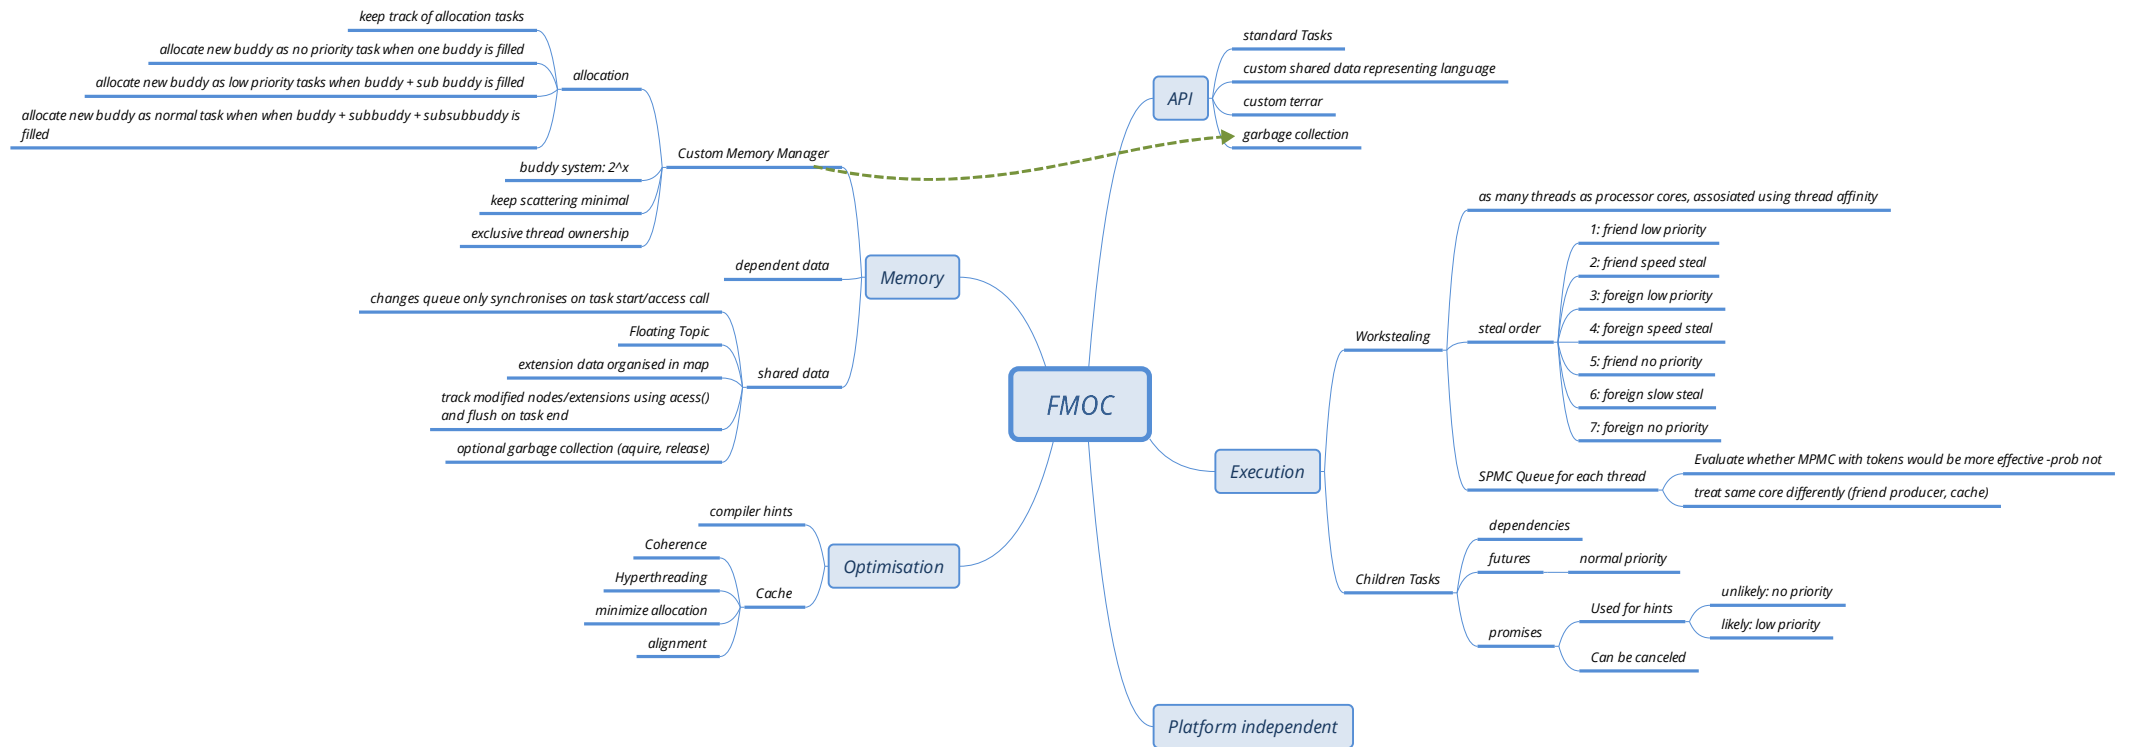 keep track of allocation tasks
allocate new buddy as no priority task when one buddy is filled
allocate new buddy as low priority tasks when buddy + sub buddy is filled
allocate new buddy as normal task when when buddy + subbuddy + subsubbuddy is
filled
allocation
buddy system: 2^x
keep scattering minimal
exclusive thread ownership
Custom Memory Manager
dependent data
changes queue only synchronises on task start/access call
Floating Topic
extension data organised in map
track modified nodes/extensions using acess()
and flush on task end
optional garbage collection (aquire, release)
shared data
Memory
compiler hints
Coherence
Hyperthreading
minimize allocation
alignment
Cache
Optimisation
FMOC
API
standard Tasks
custom shared data representing language
custom terrar
garbage collection
Execution
Workstealing
as many threads as processor cores, assosiated using thread affinity
steal order
1: friend low priority
2: friend speed steal
3: foreign low priority
4: foreign speed steal
5: friend no priority
6: foreign slow steal
7: foreign no priority
SPMC Queue for each thread
Evaluate whether MPMC with tokens would be more effective -prob not
treat same core differently (friend producer, cache)
Children Tasks
dependencies
futures
normal priority
promises
Used for hints
unlikely: no priority
likely: low priority
Can be canceled
Platform independent